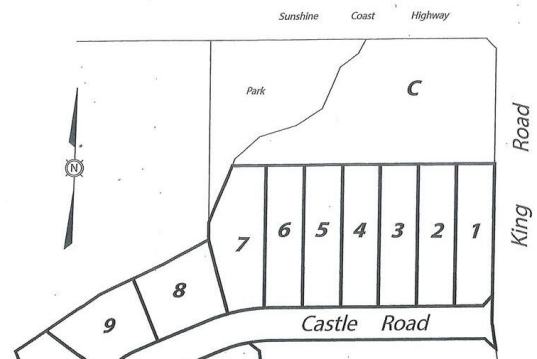 Sunshine Coast Highway
Park
C
Road
King
N
7 6 5 4 3 2 1
8
9
Castle Road